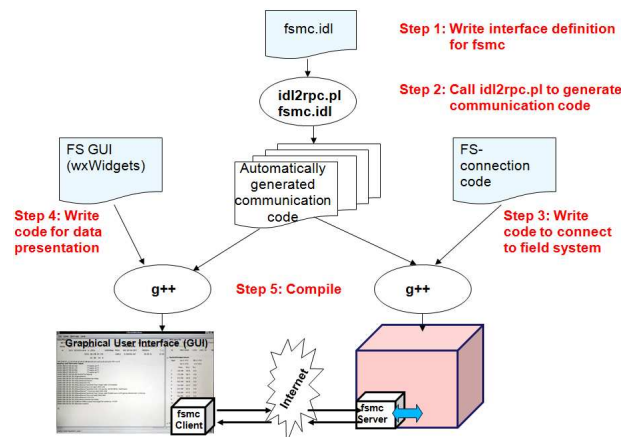 fsmc.idl
Step 1: Write interface definition
for fsmc
idl2rpc.pl
fsmc.idl
Step 2: Call idl2rpc.pl to generate
communication code
FS GUI
(wxWidgets)
FS-
connection
code
Automatically
generated
communication
code
Step 4: Write
code for data
presentation
Step 3: Write
code to connect
to field system
g++
Step 5: Compile
g++
Graphical User Interface (GUI)
Internet
fsmc
Client
fsmc
Server